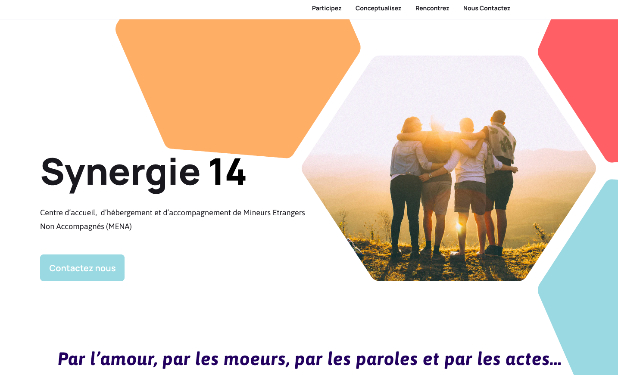 Participez Conceptualisez Rencontrez Nous Contactez
Synergie 14
Centre d'accueil, d'hébergement et d'accompagnement de Mineurs Etrangers
Non Accompagnés (MENA)
Contactez nous
Par l'amour, par les moeurs, par les paroles et par les actes...